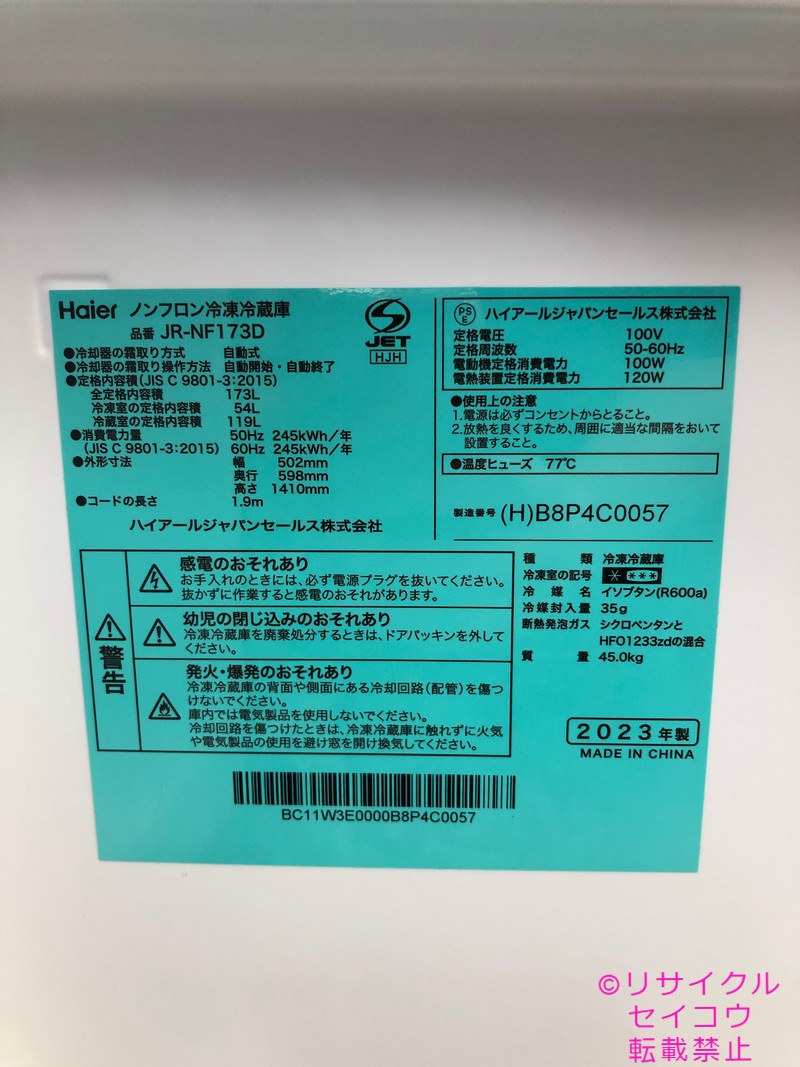 Haier ノンフロン冷凍冷蔵庫
品番 JR-NF173D
●冷却器の霜取り方式 自動式
●冷却器の霜取り操作方法 自動開始・自動終了
●定格内容積(JIS C 9801-3:2015)
全定格内容積 173L
冷凍室の定格内容積 54L
冷蔵室の定格内容積 119L
●消費電力量 50Hz 245kWh/年
(JIS C 9801-3:2015) 60Hz 245kWh/年
●外形寸法 幅 502mm
奥行 598mm
高さ 1410mm
●コードの長さ 1.9m
ハイアールジャパンセールス株式会社
S
JET
HJH
PSE ハイアールジャパンセールス株式会社
定格電圧 100V
定格周波数 50-60Hz
電動機定格消費電力 100W
電熱装置定格消費電力 120W
●使用上の注意
1.電源は必ずコンセントからとること。
2.放熱を良くするため、周囲に適当な間隔をおいて
設置すること。
●温度ヒューズ 77℃
製造番号 (H)B8P4C0057
警告
感電のおそれあり
お手入れのときには、必ず電源プラグを抜いてください。
抜かずに作業すると感電のおそれがあります。
幼児の閉じ込みのおそれあり
冷凍冷蔵庫を廃棄処分するときは、ドアパッキンを外して
ください。
発火・爆発のおそれあり
冷凍冷蔵庫の背面や側面にある冷却回路(配管)を傷つ
けないでください。
庫内では電気製品を使用しないでください。
冷却回路を傷つけたときは、冷凍冷蔵庫に触れずに火気
や電気製品の使用を避け窓を開け換気してください。
種類 冷凍冷蔵庫
冷凍室の記号 * ***
冷媒名 イソブタン(R600a)
冷媒封入量 35g
断熱発泡ガス シクロペンタンと
HFO1233zdの混合
質量 45.0kg
2023年製
MADE IN CHINA
BC11W3E0000B8P4C0057
©リサイクル
セイコウ
転載禁止